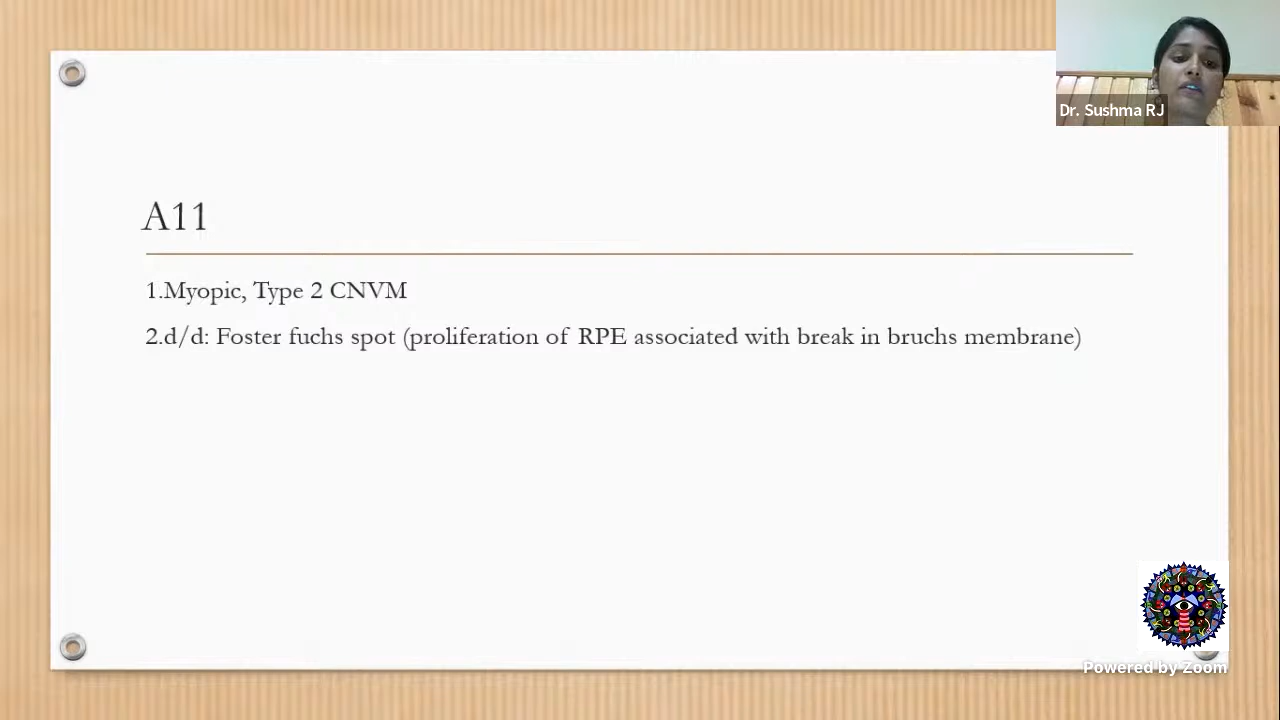 Dr. Sushma RJ
A11
1.Myopic, Type 2 CNVM
2.d/d: Foster fuchs spot (proliferation of RPE associated with break in bruchs membrane)
Powered by Zoom